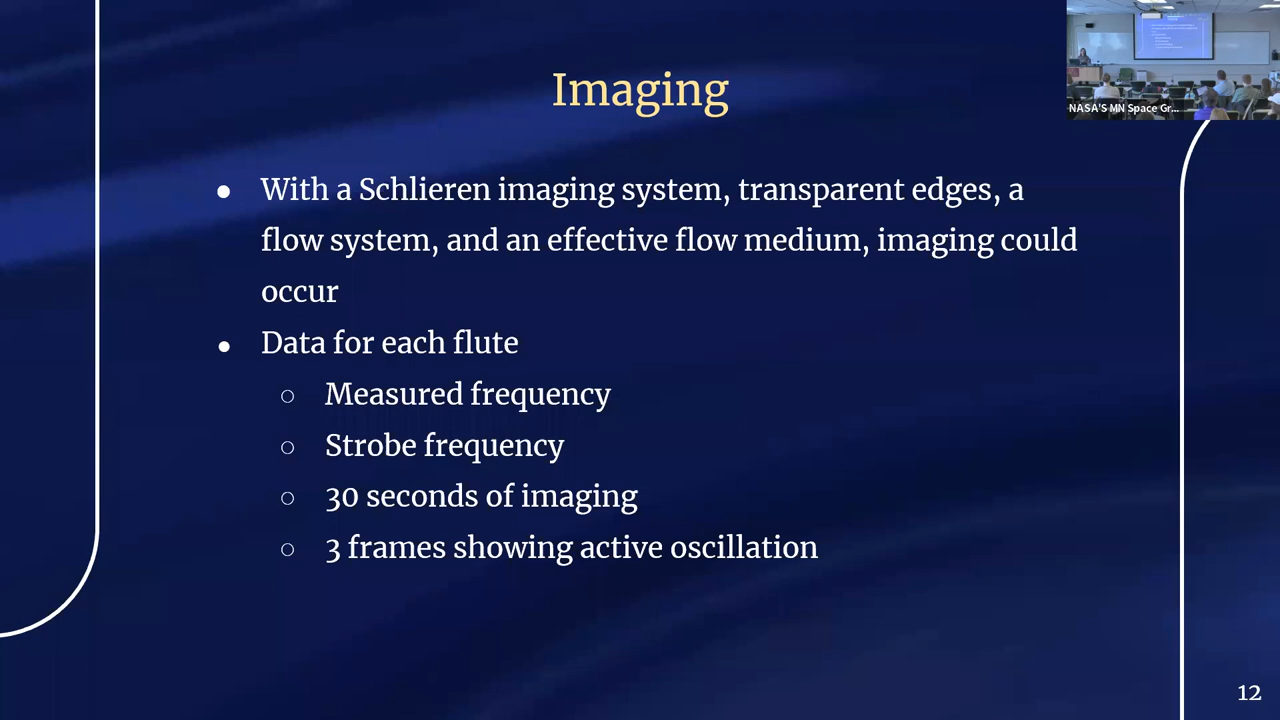 Imaging
NASA'S MN Space Gr...
● With a Schlieren imaging system, transparent edges, a
flow system, and an effective flow medium, imaging could
occur
● Data for each flute
○ Measured frequency
○ Strobe frequency
○ 30 seconds of imaging
○ 3 frames showing active oscillation
12